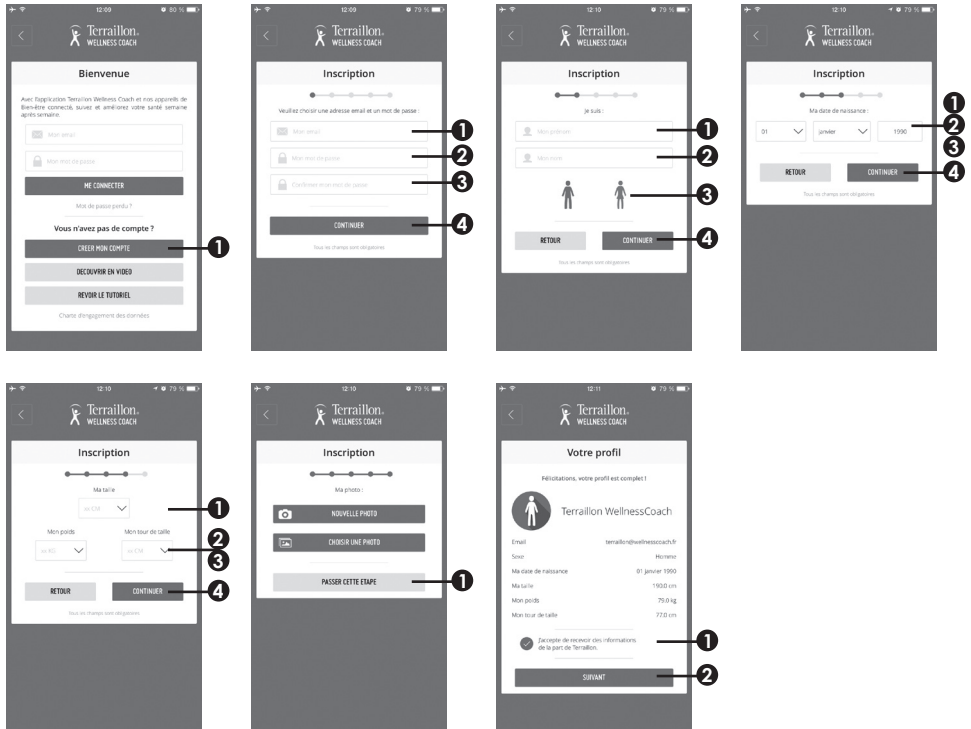 12:09
80 %
Terraillon®
WELLNESS COACH
Bienvenue
Avec l'application Terraillon Wellness Coach et nos appareils de
Bien-être connecté, suivez et améliorez votre santé semaine
après semaine.
Mon email
Mon mot de passe
ME CONNECTER
Mot de passe perdu ?
Vous n'avez pas de compte ?
CREER MON COMPTE
1
DECOUVRIR EN VIDEO
REVOIR LE TUTORIEL
Charte d'engagement des données
12:09
79 %
Terraillon®
WELLNESS COACH
Inscription
Veuillez choisir une adresse email et un mot de passe :
Mon email
1
Mon mot de passe
2
Confirmer mon mot de passe
3
CONTINUER
4
Tous les champs sont obligatoires
12:10
79 %
Terraillon®
WELLNESS COACH
Inscription
Je suis :
Mon prénom
1
Mon nom
2
3
RETOUR
CONTINUER
4
Tous les champs sont obligatoires
12:10
79 %
Terraillon®
WELLNESS COACH
Inscription
Ma date de naissance :
1
01
janvier
1990
2
3
RETOUR
CONTINUER
4
Tous les champs sont obligatoires
12:10
79 %
Terraillon®
WELLNESS COACH
Inscription
Ma taille
xx CM
1
Mon poids
Mon tour de taille
2
xx KG
xx CM
3
RETOUR
CONTINUER
4
Tous les champs sont obligatoires
12:10
79 %
Terraillon®
WELLNESS COACH
Inscription
Ma photo :
NOUVELLE PHOTO
CHOISIR UNE PHOTO
PASSER CETTE ETAPE
1
12:11
79 %
Terraillon®
WELLNESS COACH
Votre profil
Félicitations, votre profil est complet !
Terraillon WellnessCoach
Email
terraillon@wellnesscoach.fr
Sexe
Homme
Ma date de naissance
01 janvier 1990
Ma taille
190.0 cm
Mon poids
79.0 kg
Mon tour de taille
77.0 cm
J'accepte de recevoir des informations
de la part de Terraillon.
1
SUIVANT
2